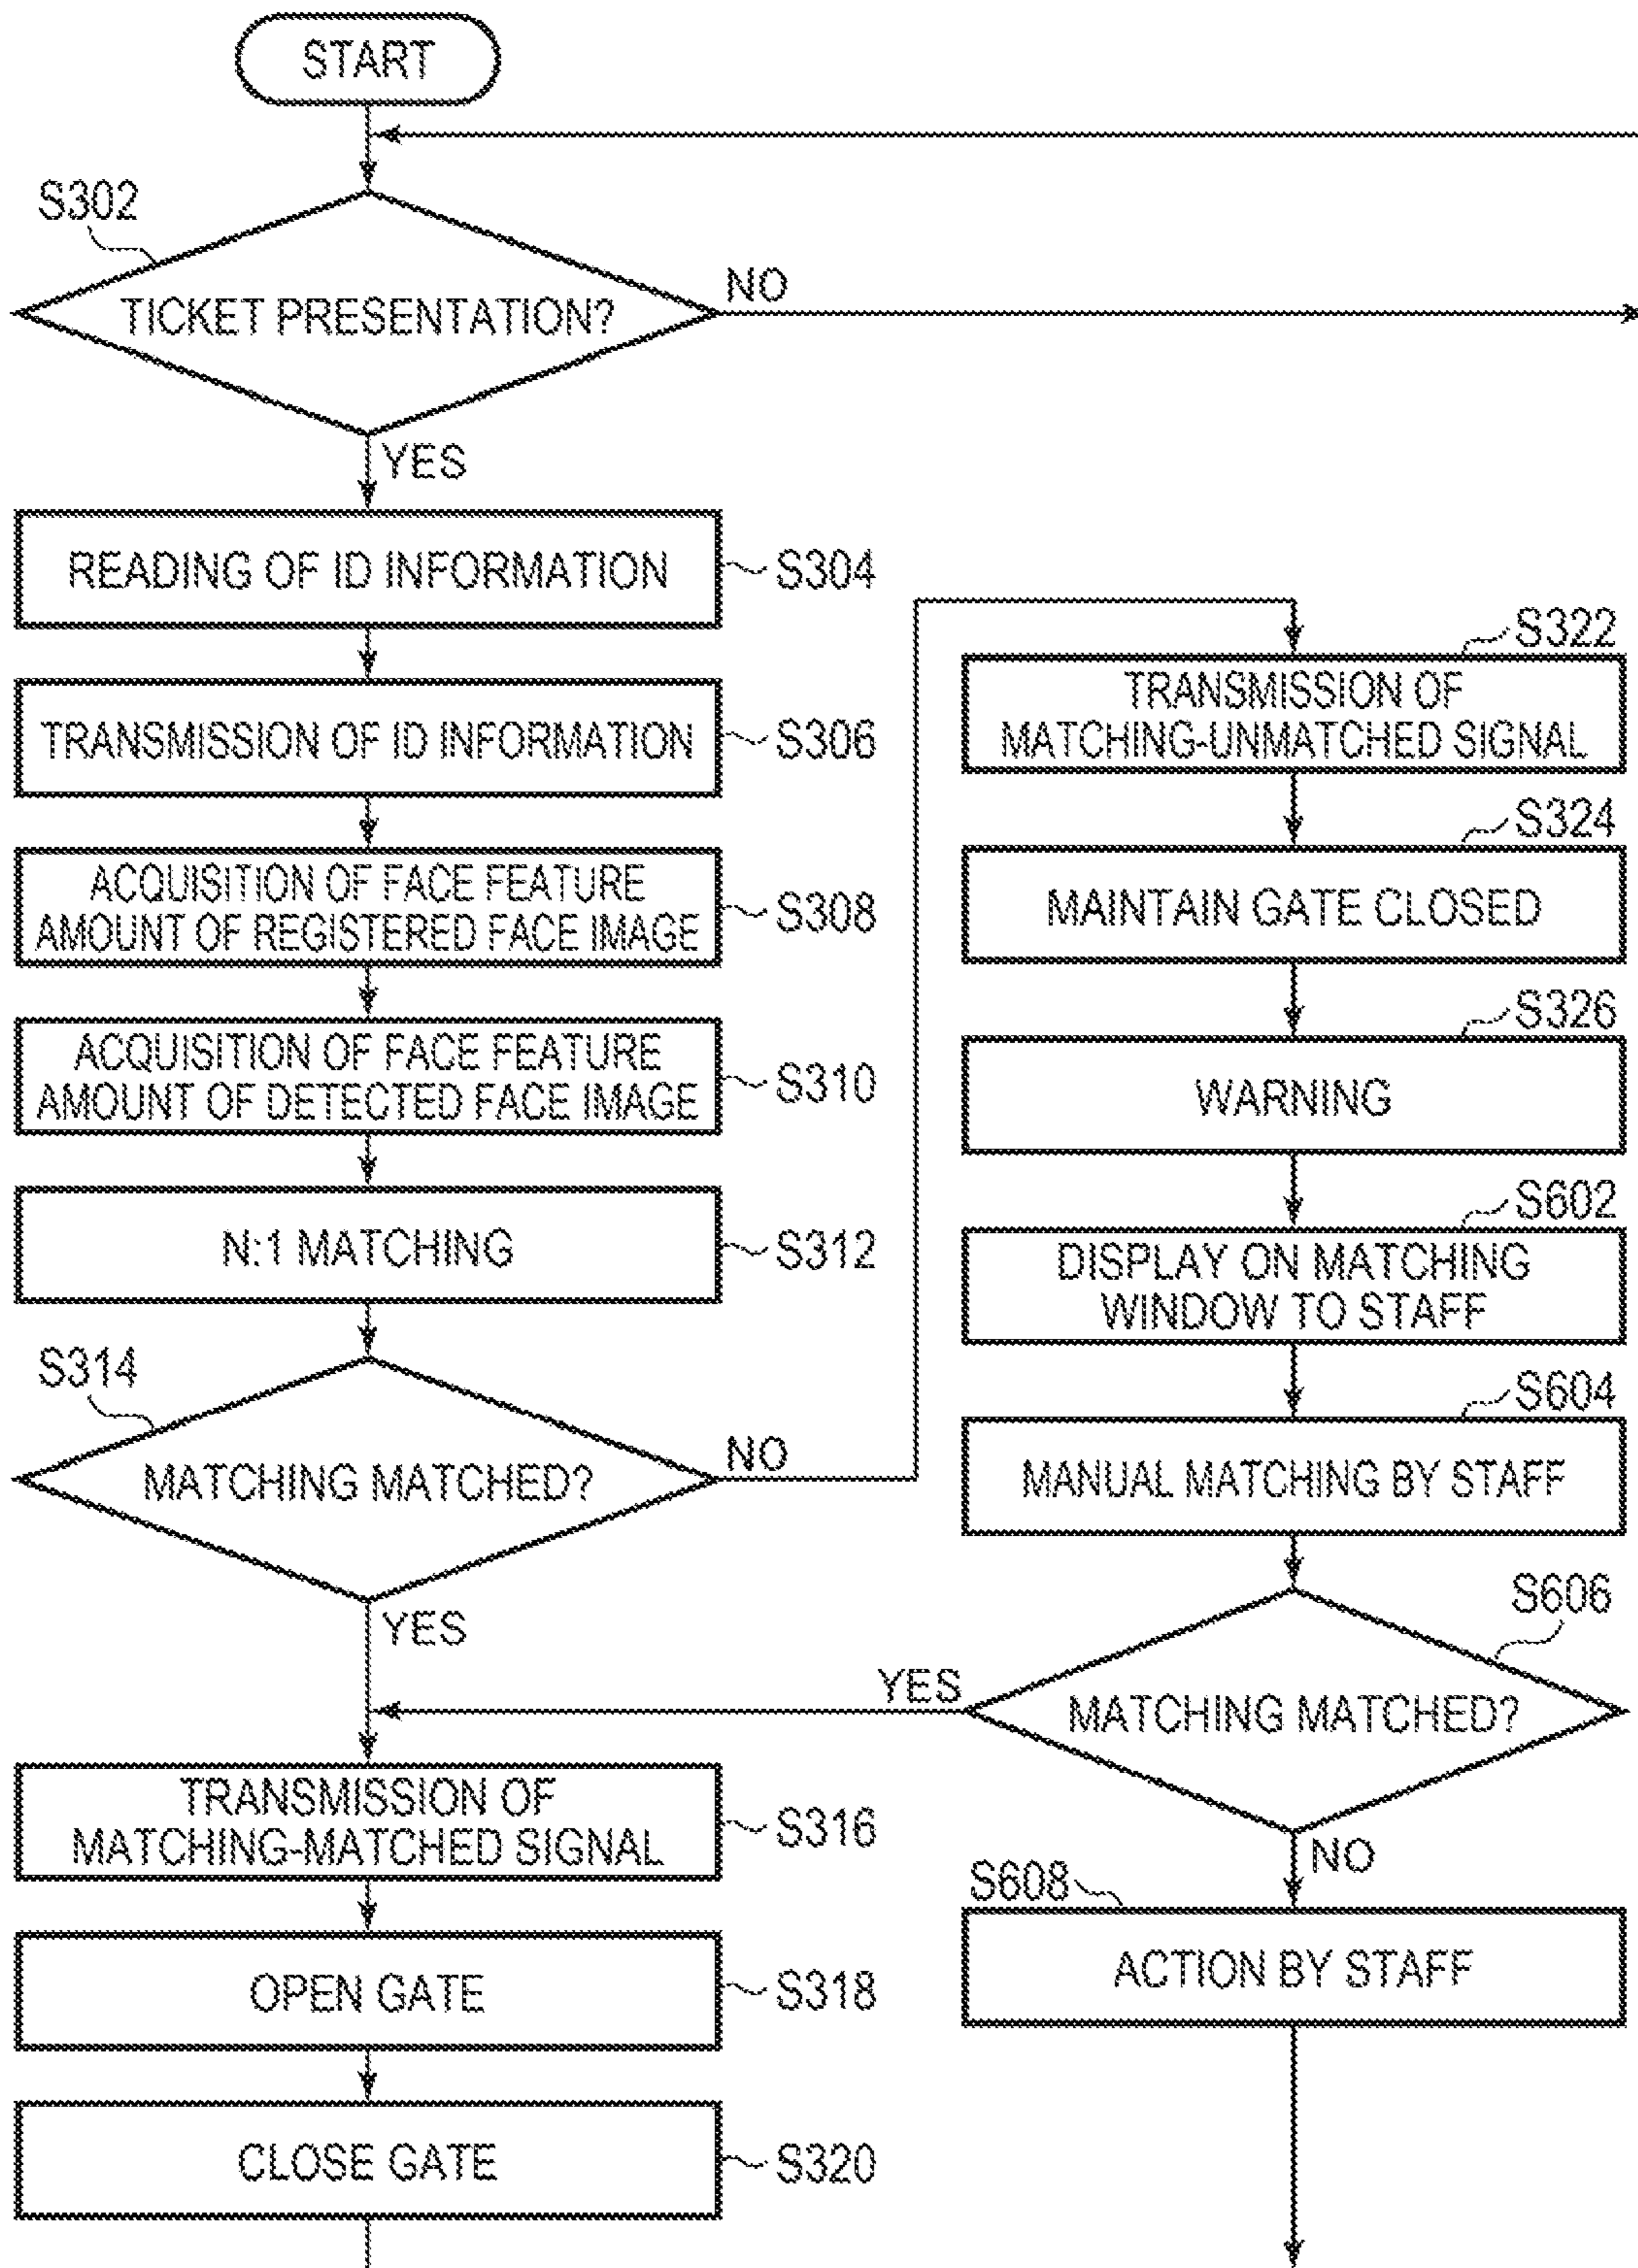 START
S302
TICKET PRESENTATION?
NO
YES
READING OF ID INFORMATION
S304
TRANSMISSION OF ID INFORMATION
S306
ACQUISITION OF FACE FEATURE
AMOUNT OF REGISTERED FACE IMAGE
S308
ACQUISITION OF FACE FEATURE
AMOUNT OF DETECTED FACE IMAGE
S310
N:1 MATCHING
S312
S314
MATCHING MATCHED?
NO
YES
TRANSMISSION OF
MATCHING-MATCHED SIGNAL
S316
OPEN GATE
S318
CLOSE GATE
S320
S322
TRANSMISSION OF
MATCHING-UNMATCHED SIGNAL
S324
MAINTAIN GATE CLOSED
S326
WARNING
S602
DISPLAY ON MATCHING
WINDOW TO STAFF
S604
MANUAL MATCHING BY STAFF
S606
YES
MATCHING MATCHED?
NO
S608
ACTION BY STAFF